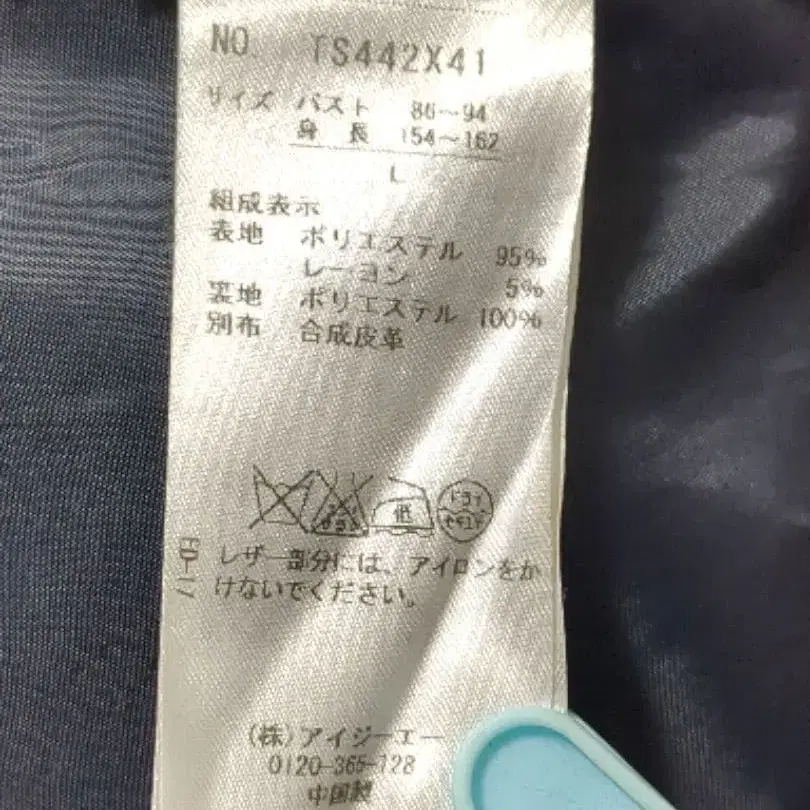 NO. TS442X41
サイズ バスト 86～94
身長 154～162
L
組成表示
表地 ポリエステル 95%
レーヨン 5%
裏地 ポリエステル 100%
別布 合成皮革
低 ドライ セキユ系
レザー部分には、アイロンをか
けないでください。
(株)アイジーエー
0120-365-728
中国製